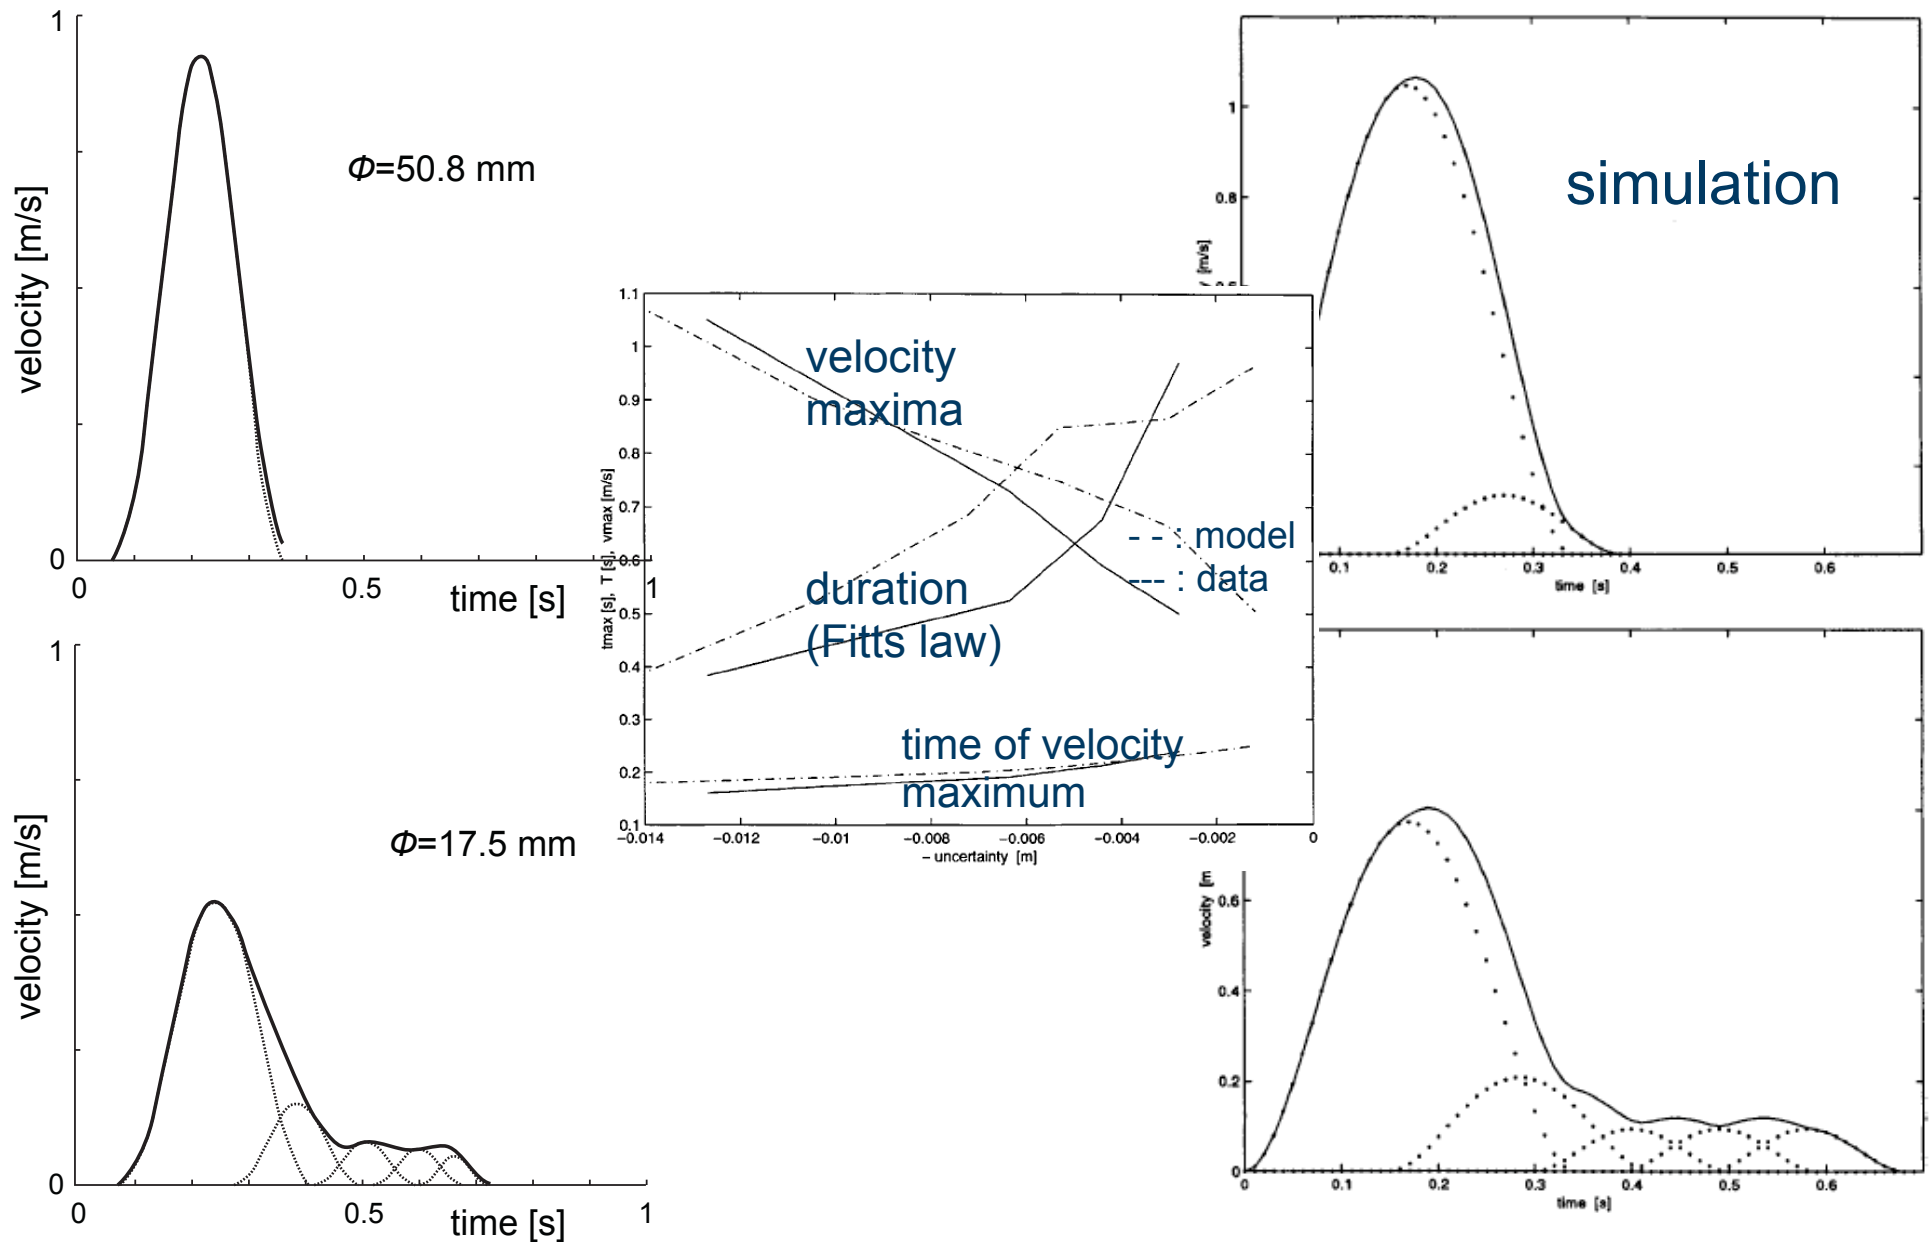 1
velocity [m/s]
Φ=50.8 mm
0
0
0.5
1
time [s]
1
velocity [m/s]
Φ=17.5 mm
0
0
0.5
1
time [s]
1.1
1
0.9
0.8
0.7
0.6
0.5
0.4
0.3
0.2
0.1
tmax [s], T [s], vmax [m/s]
velocity
maxima
- - : model
--- : data
duration
(Fitts law)
time of velocity
maximum
−0.014
−0.012
−0.01
−0.008
−0.006
−0.004
−0.002
0
– uncertainty [m]
simulation
1
0.8
[m/s]
0.1
0.2
0.3
0.4
0.5
0.6
time [s]
velocity [m
0.6
0.4
0.2
0
0
0.1
0.2
0.3
0.4
0.5
0.6
time [s]